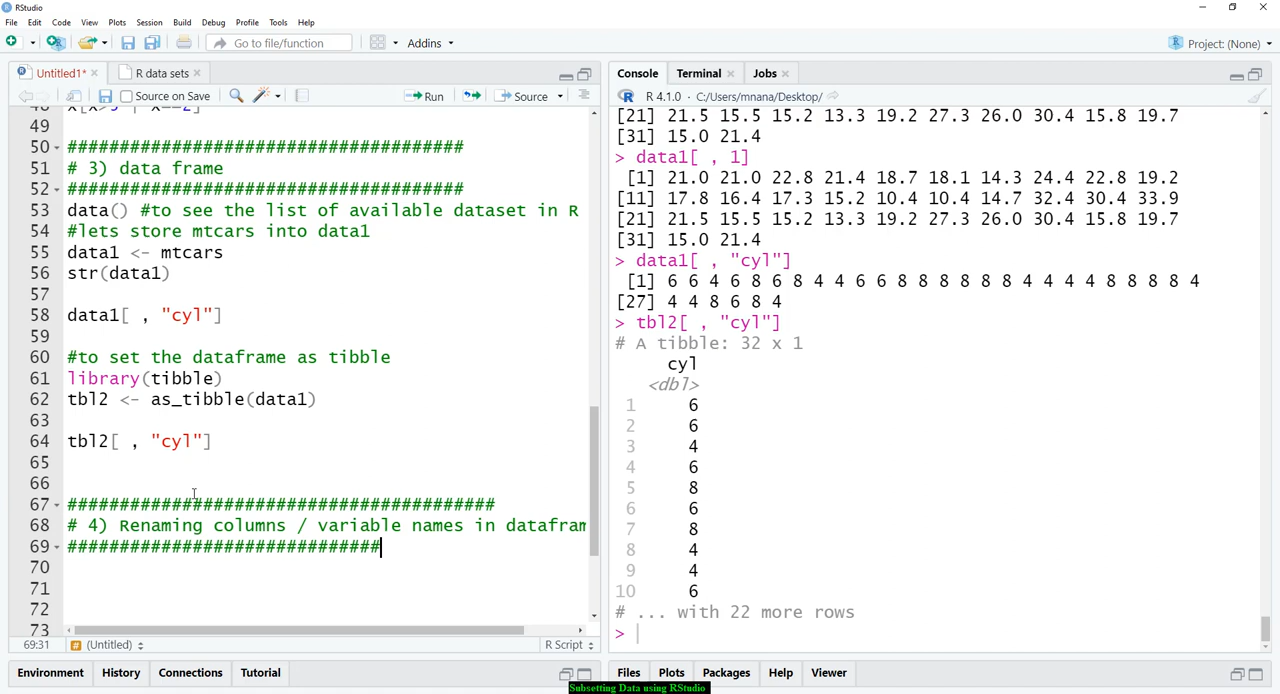 RStudio
File Edit Code View Plots Session Build Debug Profile Tools Help
Go to file/function Addins Project: (None)
Untitled1* R data sets
Source on Save Run Source
49
50 ######################################
51 # 3) data frame
52 ######################################
53 data() #to see the list of available dataset in R
54 #lets store mtcars into data1
55 data1 <- mtcars
56 str(data1)
57
58 data1[ , "cyl"]
59
60 #to set the dataframe as tibble
61 library(tibble)
62 tbl2 <- as_tibble(data1)
63
64 tbl2[ , "cyl"]
65
66
67 #########################################
68 # 4) Renaming columns / variable names in datafram
69 ##############################
70
71
72
73
69:31 # (Untitled) R Script
Environment History Connections Tutorial
Console Terminal Jobs
R 4.1.0 · C:/Users/mnana/Desktop/
[21] 21.5 15.5 15.2 13.3 19.2 27.3 26.0 30.4 15.8 19.7
[31] 15.0 21.4
> data1[ , 1]
[1] 21.0 21.0 22.8 21.4 18.7 18.1 14.3 24.4 22.8 19.2
[11] 17.8 16.4 17.3 15.2 10.4 10.4 14.7 32.4 30.4 33.9
[21] 21.5 15.5 15.2 13.3 19.2 27.3 26.0 30.4 15.8 19.7
[31] 15.0 21.4
> data1[ , "cyl"]
[1] 6 6 4 6 8 6 8 4 4 6 6 8 8 8 8 8 8 4 4 4 4 8 8 8 8 4
[27] 4 4 8 6 8 4
> tbl2[ , "cyl"]
# A tibble: 32 x 1
cyl
<dbl>
1 6
2 6
3 4
4 6
5 8
6 6
7 8
8 4
9 4
10 6
# ... with 22 more rows
>
Files Plots Packages Help Viewer
Subsetting Data using RStudio